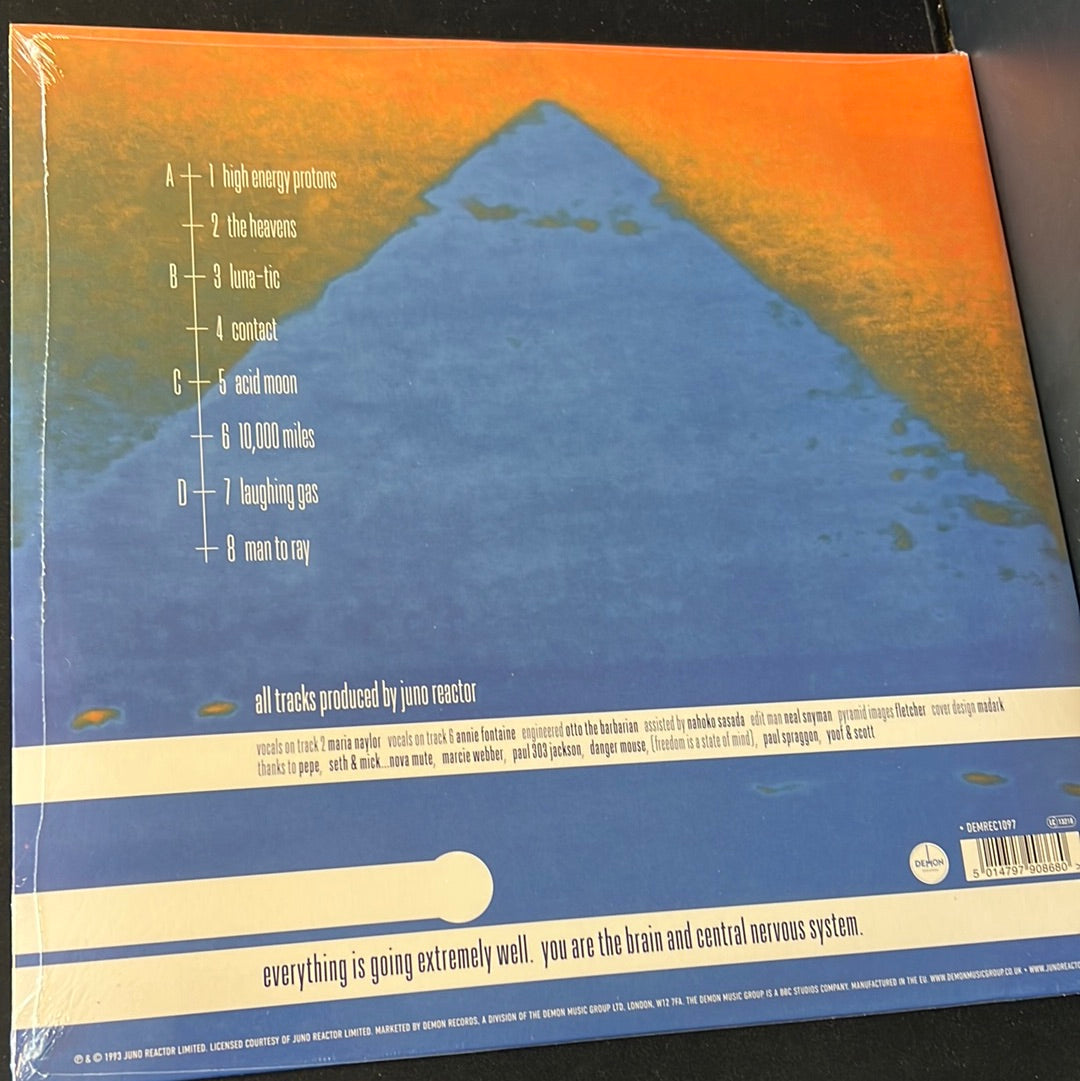 A 1 high energy protons
2 the heavens
B 3 luna-tic
4 contact
C 5 acid moon
6 10,000 miles
D 7 laughing gas
8 man to ray
all tracks produced by juno reactor
vocals on track 2 maria naylor vocals on track 6 annie fontaine engineered otto the barbarian assisted by nahoko sasada edit man neal snyman pyramid images fletcher cover design madark
thanks to pepe, seth & mick...nova mute, marcie webber, paul 303 jackson, danger mouse, (freedom is a state of mind), paul spraggon, yoof & scott
• DEMREC1097
LC 13218
DEMON
5 014797 908680 >
everything is going extremely well. you are the brain and central nervous system.
℗ & © 1993 JUNO REACTOR LIMITED. LICENSED COURTESY OF JUNO REACTOR LIMITED. MARKETED BY DEMON RECORDS, A DIVISION OF THE DEMON MUSIC GROUP LTD, LONDON, W12 7FA. THE DEMON MUSIC GROUP IS A BBC STUDIOS COMPANY. MANUFACTURED IN THE EU. WWW.DEMONMUSICGROUP.CO.UK • WWW.JUNOREACTO